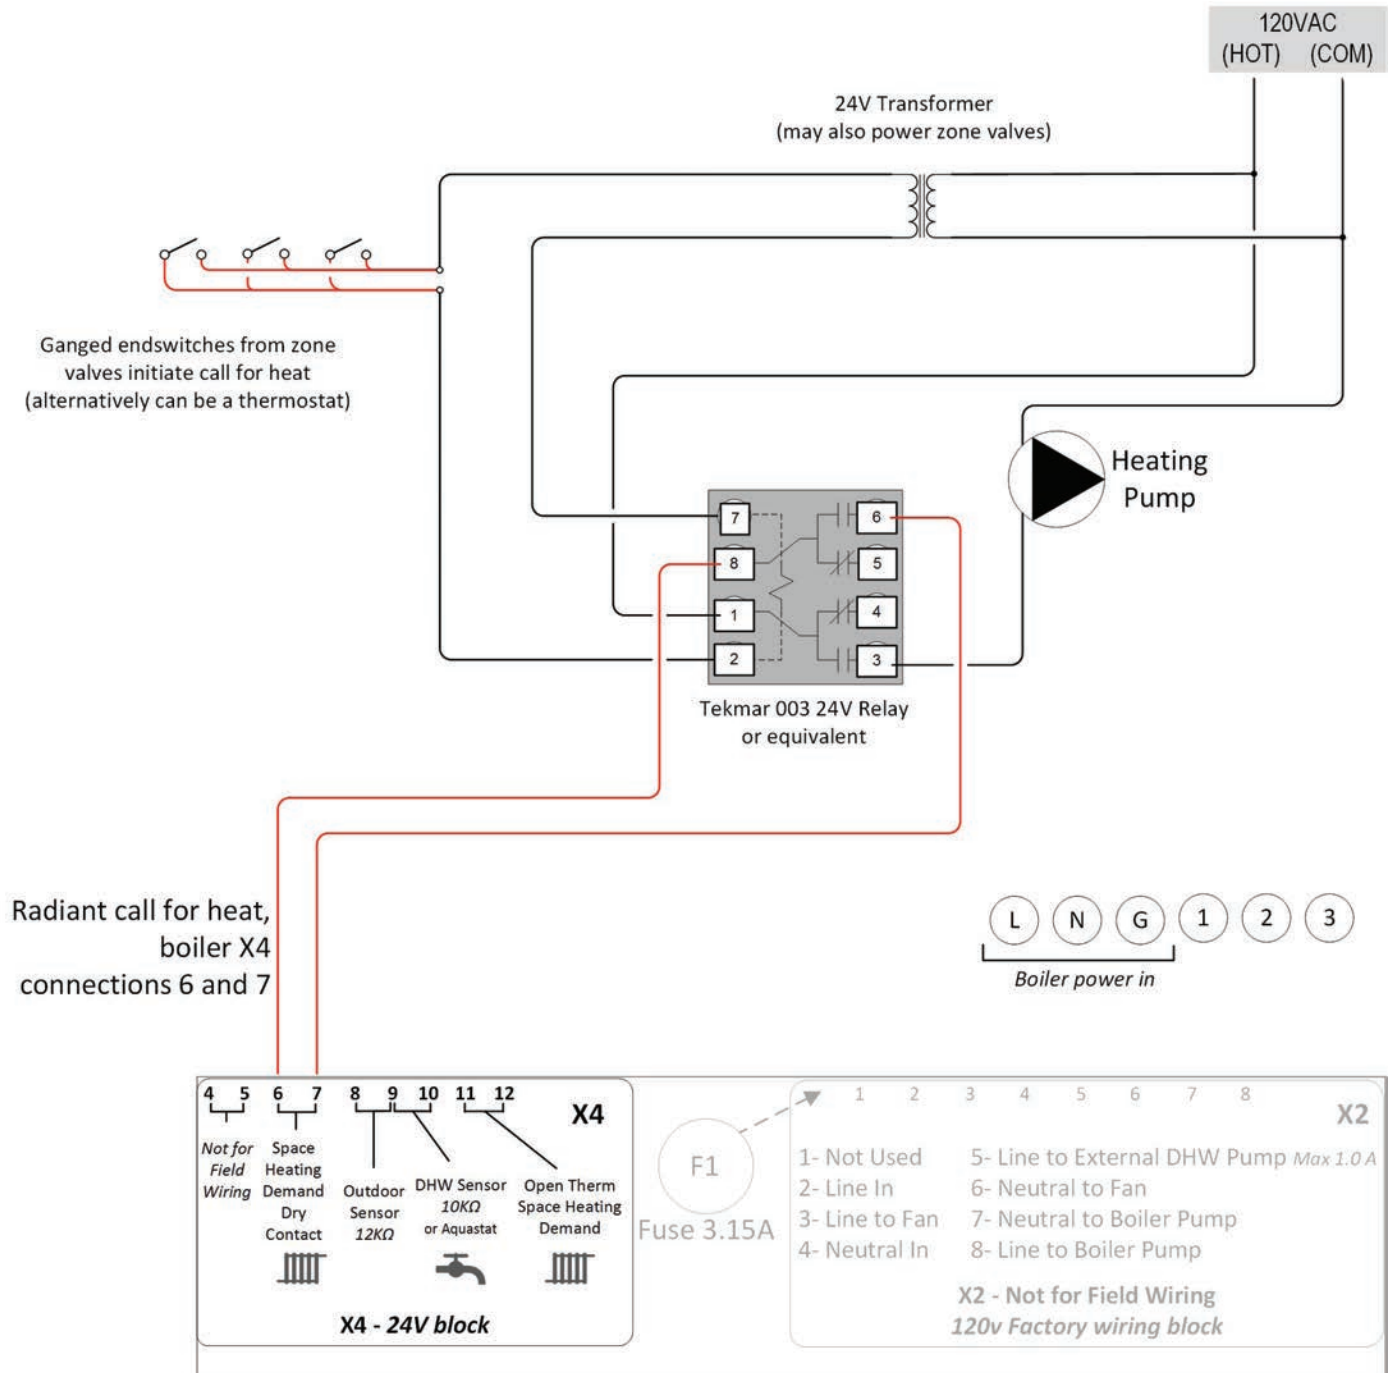 120VAC
(HOT) (COM)
24V Transformer
(may also power zone valves)
Ganged endswitches from zone
valves initiate call for heat
(alternatively can be a thermostat)
Heating
Pump
7
6
8
5
1
4
2
3
Tekmar 003 24V Relay
or equivalent
Radiant call for heat,
boiler X4
connections 6 and 7
L N G 1 2 3
Boiler power in
4 5 6 7 8 9 10 11 12
X4
Not for
Field
Wiring
Space
Heating
Demand
Dry
Contact
Outdoor
Sensor
12KΩ
DHW Sensor
10KΩ
or Aquastat
Open Therm
Space Heating
Demand
X4 - 24V block
F1
Fuse 3.15A
1 2 3 4 5 6 7 8
X2
1- Not Used
2- Line In
3- Line to Fan
4- Neutral In
5- Line to External DHW Pump Max 1.0 A
6- Neutral to Fan
7- Neutral to Boiler Pump
8- Line to Boiler Pump
X2 - Not for Field Wiring
120v Factory wiring block